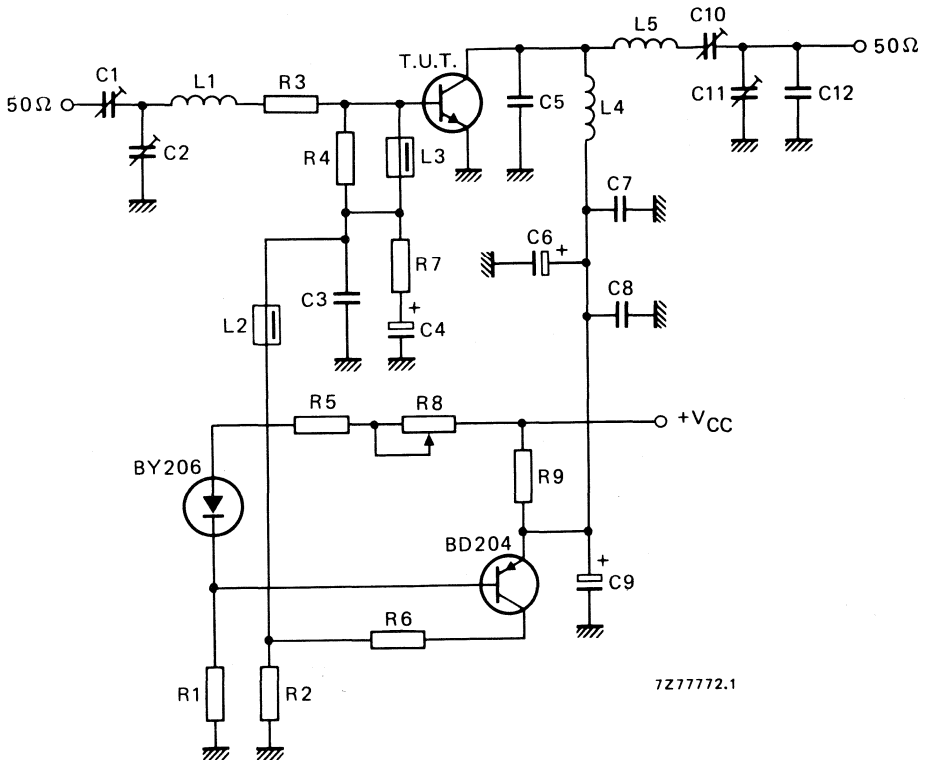 L5
C10
50Ω
T.U.T.
C1
L1
R3
C5
L4
C11
C12
50Ω
C2
R4
L3
C7
C6 +
R7
C8
C3
+
C4
L2
R5
R8
+VCC
BY206
R9
BD204
+
C9
R6
R1
R2
7Z77772.1